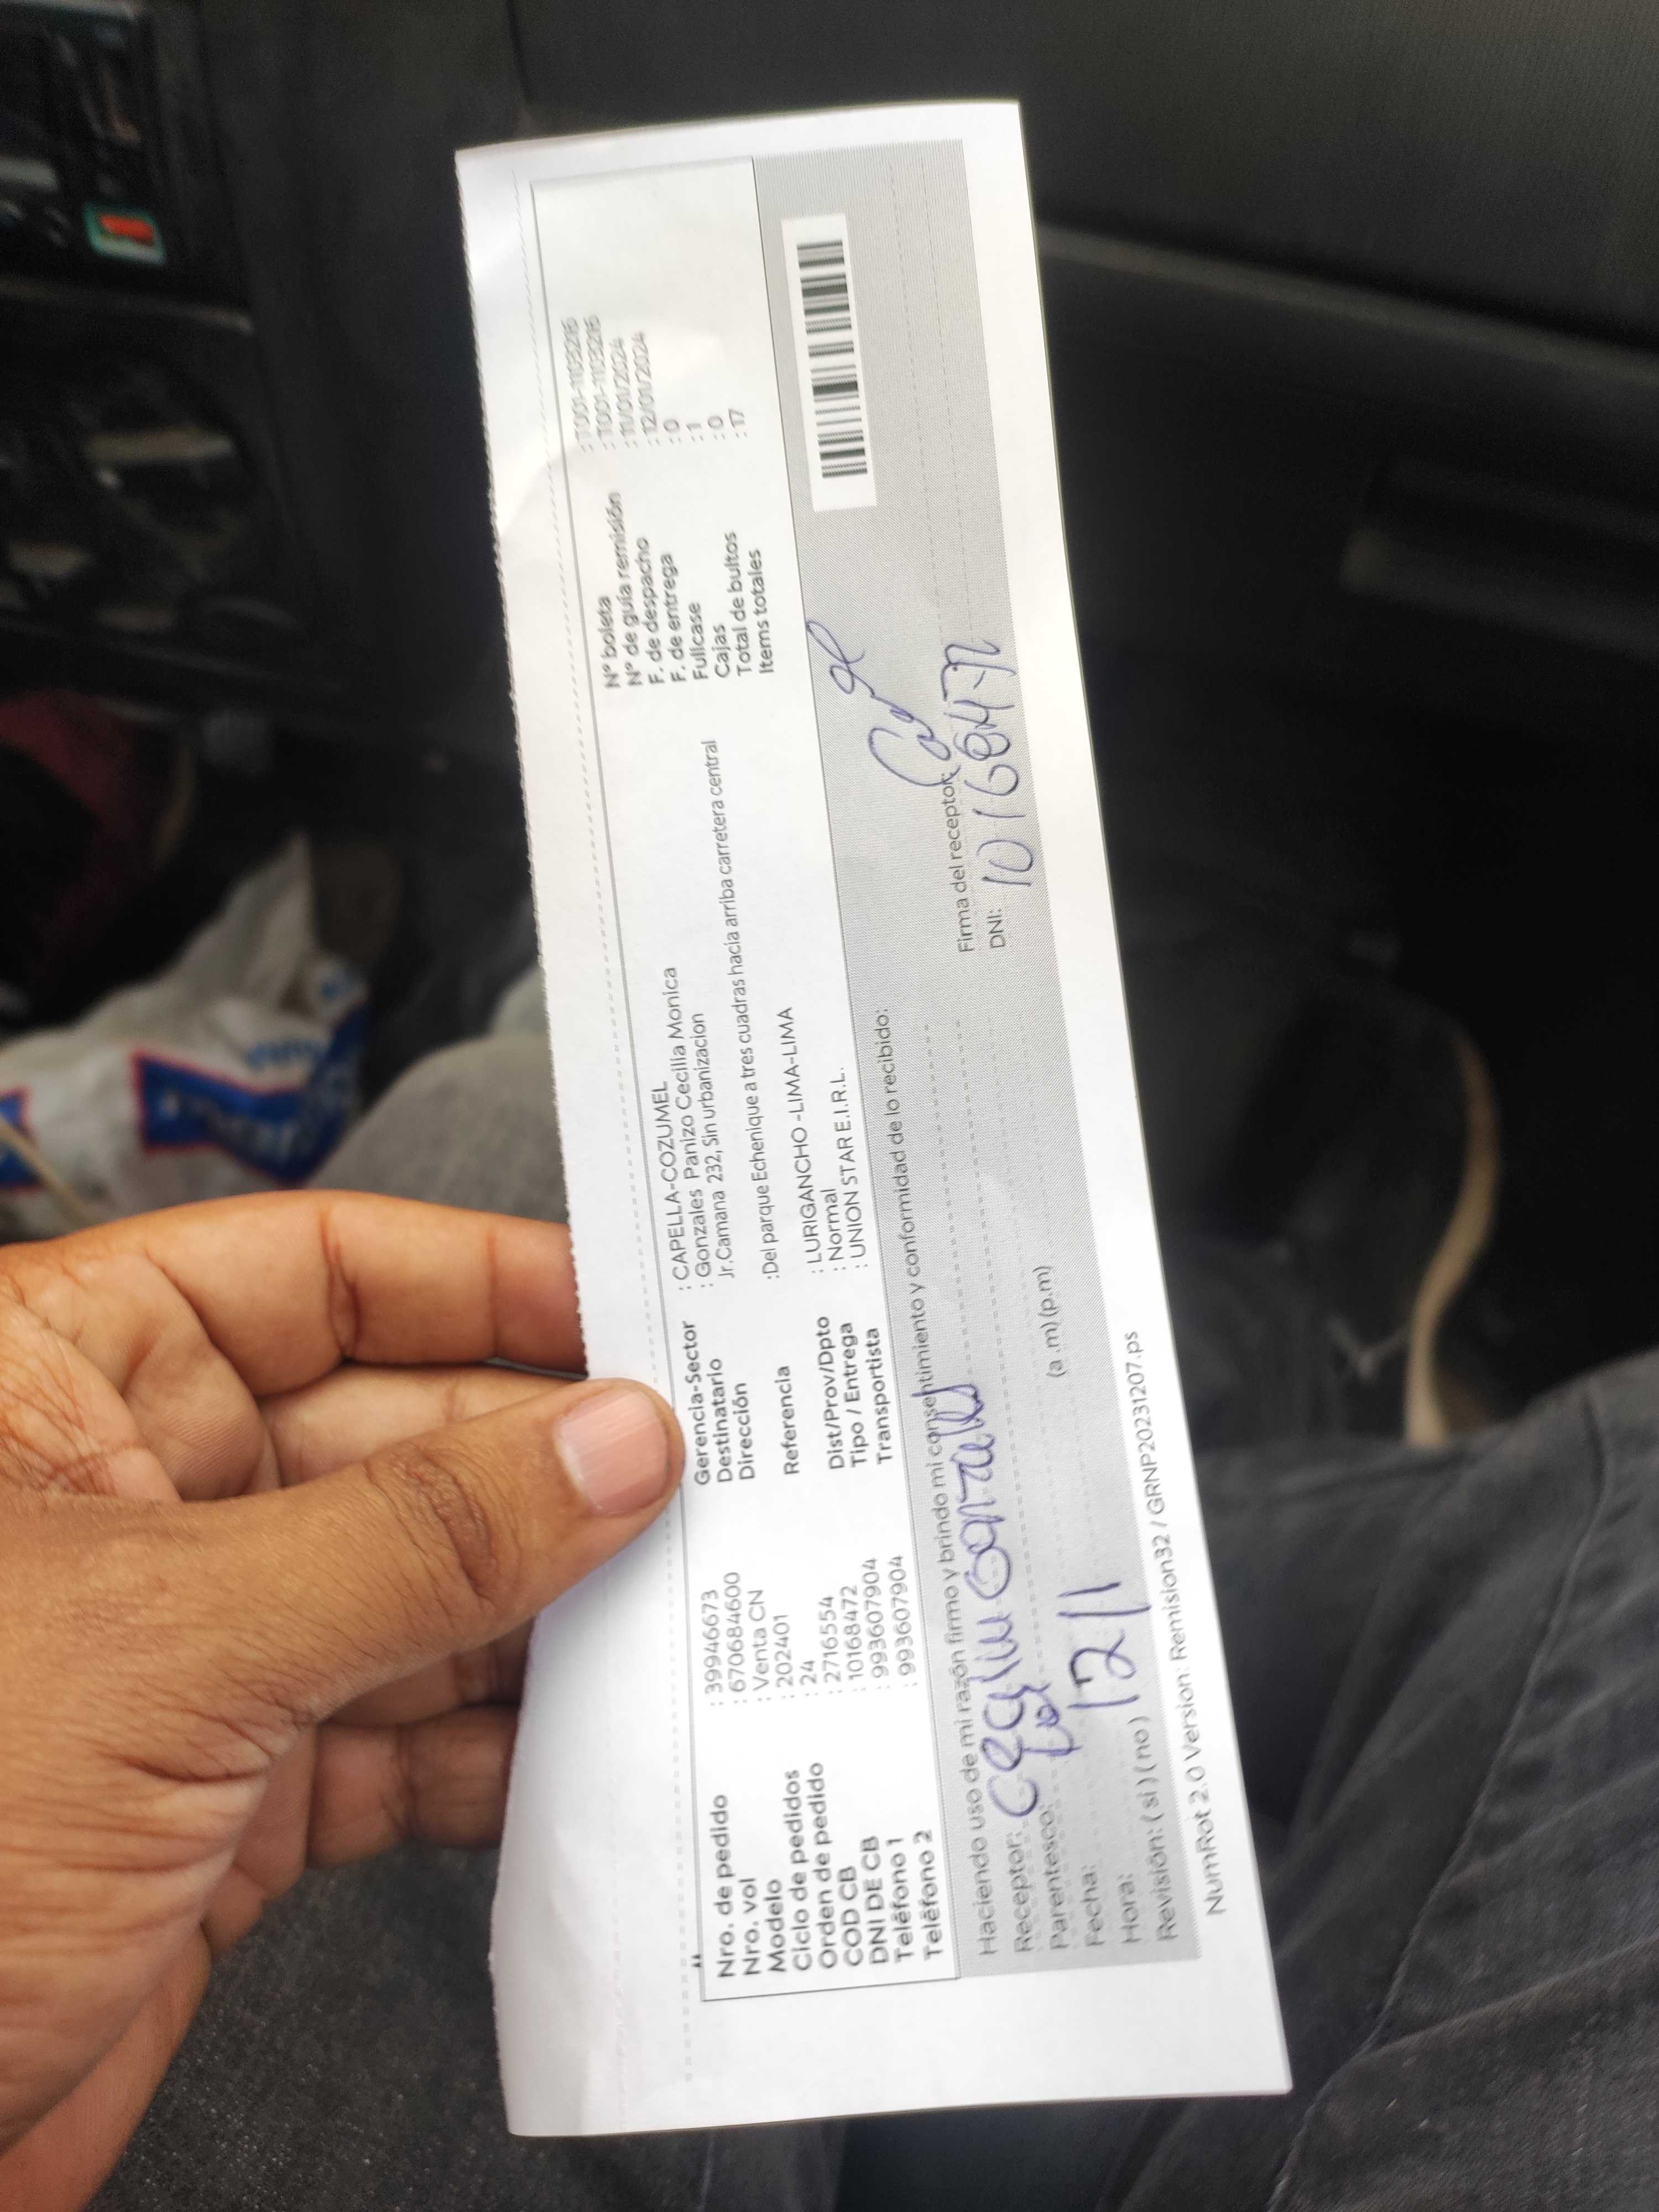 Nro. de pedido : 39946673
Nro. vol : 670684600
Modelo : Venta CN
Ciclo de pedidos : 202401
Orden de pedido : 24
COD CB : 2716554
DNI DE CB : 10168472
Teléfono 1 : 993607904
Teléfono 2 : 993607904
Gerencia-Sector : CAPELLA-COZUMEL
Destinatario : Gonzales Panizo Cecilia Monica
Dirección Jr.Camana 232, Sin urbanizacion
Referencia :Del parque Echenique a tres cuadras hacia arriba carretera central
Dist/Prov/Dpto : LURIGANCHO -LIMA-LIMA
Tipo / Entrega : Normal
Transportista : UNION STAR E.I.R.L.
N° boleta
N° de guía remisión
F. de despacho : 11/01/2024
F. de entrega : 12/01/2024
Fullcase : 0
Cajas : 1
Total de bultos : 0
Items totales : 17
Haciendo uso de mi razón firmo y brindo mi consentimiento y conformidad de lo recibido:
Receptor: Gonzales
Parentesco:
Fecha: 12/1
Hora: (a .m) (p.m)
Revisión: ( si ) ( no )
Firma del receptor:
DNI: 10168472
NumRot 2.0 Version: Remision32 / GRNP20231207.ps